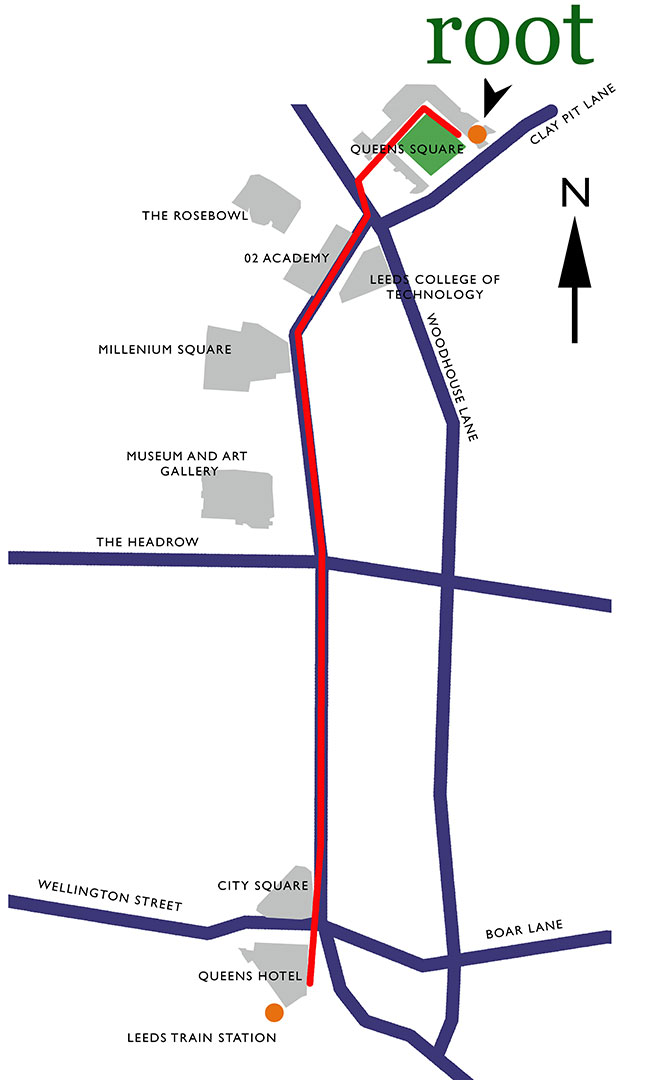 root
CLAY PIT LANE
QUEENS SQUARE
N
THE ROSEBOWL
02 ACADEMY
LEEDS COLLEGE OF
TECHNOLOGY
WOODHOUSE LANE
MILLENIUM SQUARE
MUSEUM AND ART
GALLERY
THE HEADROW
CITY SQUARE
WELLINGTON STREET
BOAR LANE
QUEENS HOTEL
LEEDS TRAIN STATION